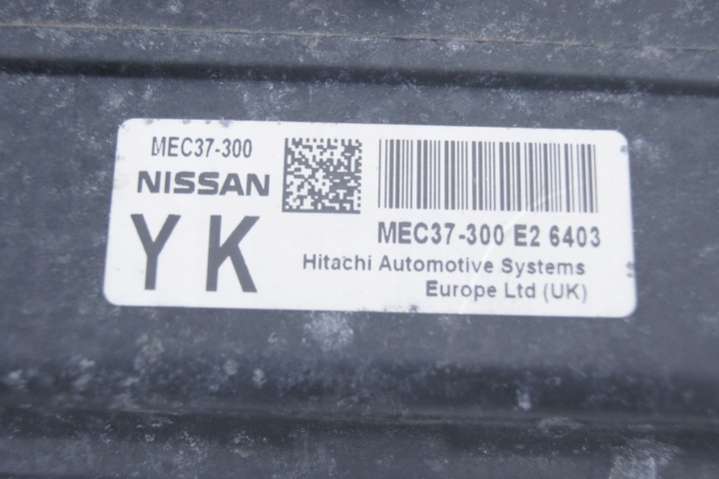 MEC37-300
NISSAN
YK
MEC37-300 E2 6403
Hitachi Automotive Systems
Europe Ltd (UK)